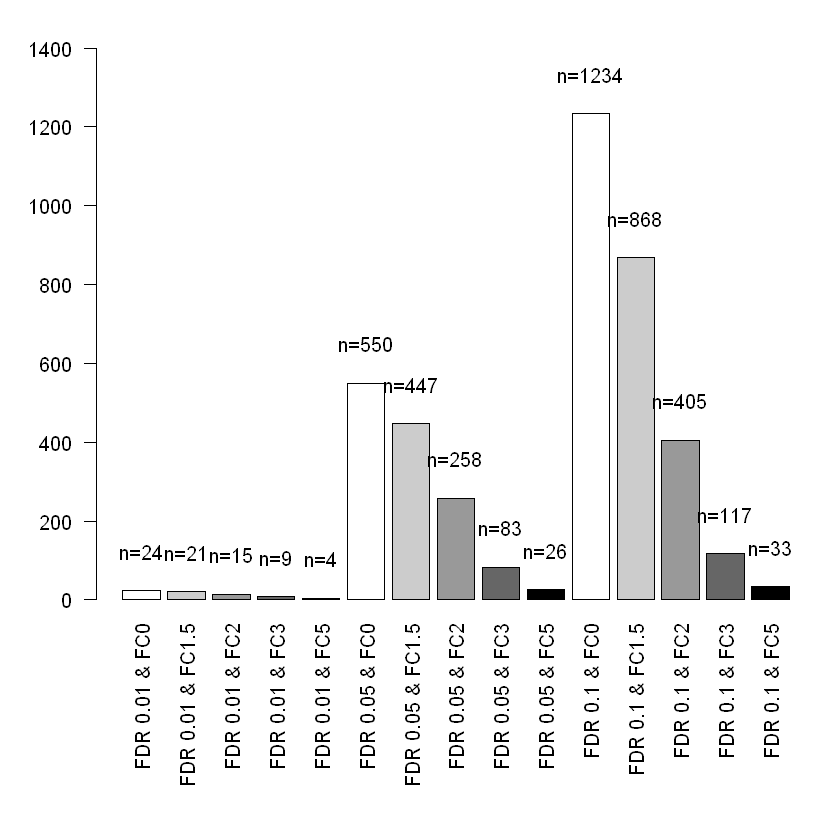 1400
1200
1000
800
600
400
200
0
n=24
n=21
n=15
n=9
n=4
n=550
n=447
n=258
n=83
n=26
n=1234
n=868
n=405
n=117
n=33
FDR 0.01 & FC0
FDR 0.01 & FC1.5
FDR 0.01 & FC2
FDR 0.01 & FC3
FDR 0.01 & FC5
FDR 0.05 & FC0
FDR 0.05 & FC1.5
FDR 0.05 & FC2
FDR 0.05 & FC3
FDR 0.05 & FC5
FDR 0.1 & FC0
FDR 0.1 & FC1.5
FDR 0.1 & FC2
FDR 0.1 & FC3
FDR 0.1 & FC5